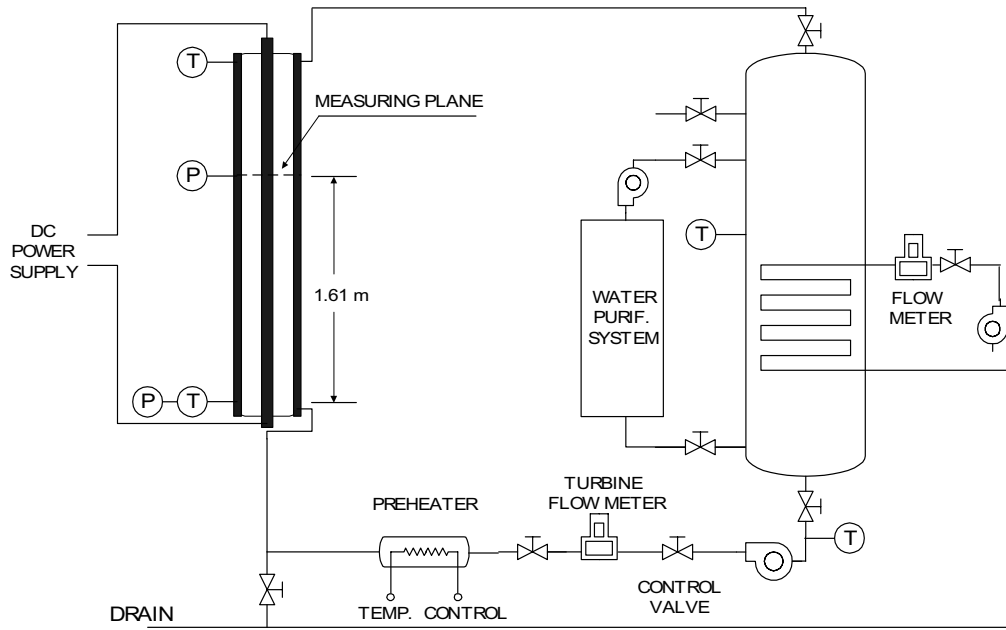 T
MEASURING PLANE
P
DC
POWER
SUPPLY
1.61 m
P
T
T
WATER
PURIF.
SYSTEM
FLOW
METER
PREHEATER
TURBINE
FLOW METER
T
TEMP. CONTROL
CONTROL
VALVE
DRAIN